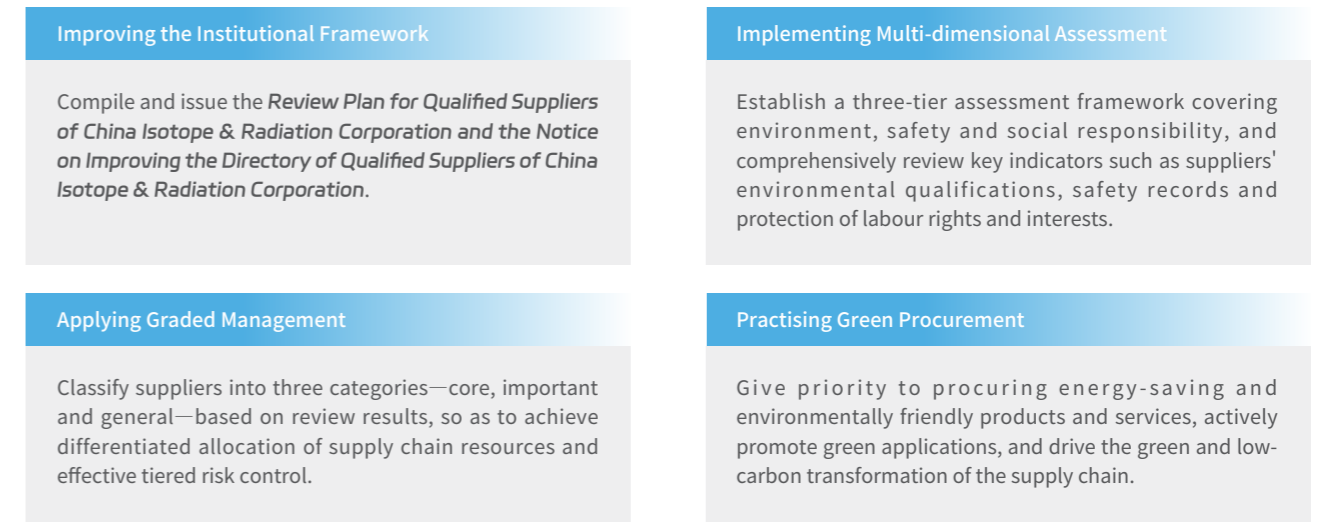 Improving the Institutional Framework
Compile and issue the Review Plan for Qualified Suppliers
of China Isotope & Radiation Corporation and the Notice
on Improving the Directory of Qualified Suppliers of China
Isotope & Radiation Corporation.
Implementing Multi-dimensional Assessment
Establish a three-tier assessment framework covering
environment, safety and social responsibility, and
comprehensively review key indicators such as suppliers'
environmental qualifications, safety records and
protection of labour rights and interests.
Applying Graded Management
Classify suppliers into three categories—core, important
and general—based on review results, so as to achieve
differentiated allocation of supply chain resources and
effective tiered risk control.
Practising Green Procurement
Give priority to procuring energy-saving and
environmentally friendly products and services, actively
promote green applications, and drive the green and low-
carbon transformation of the supply chain.